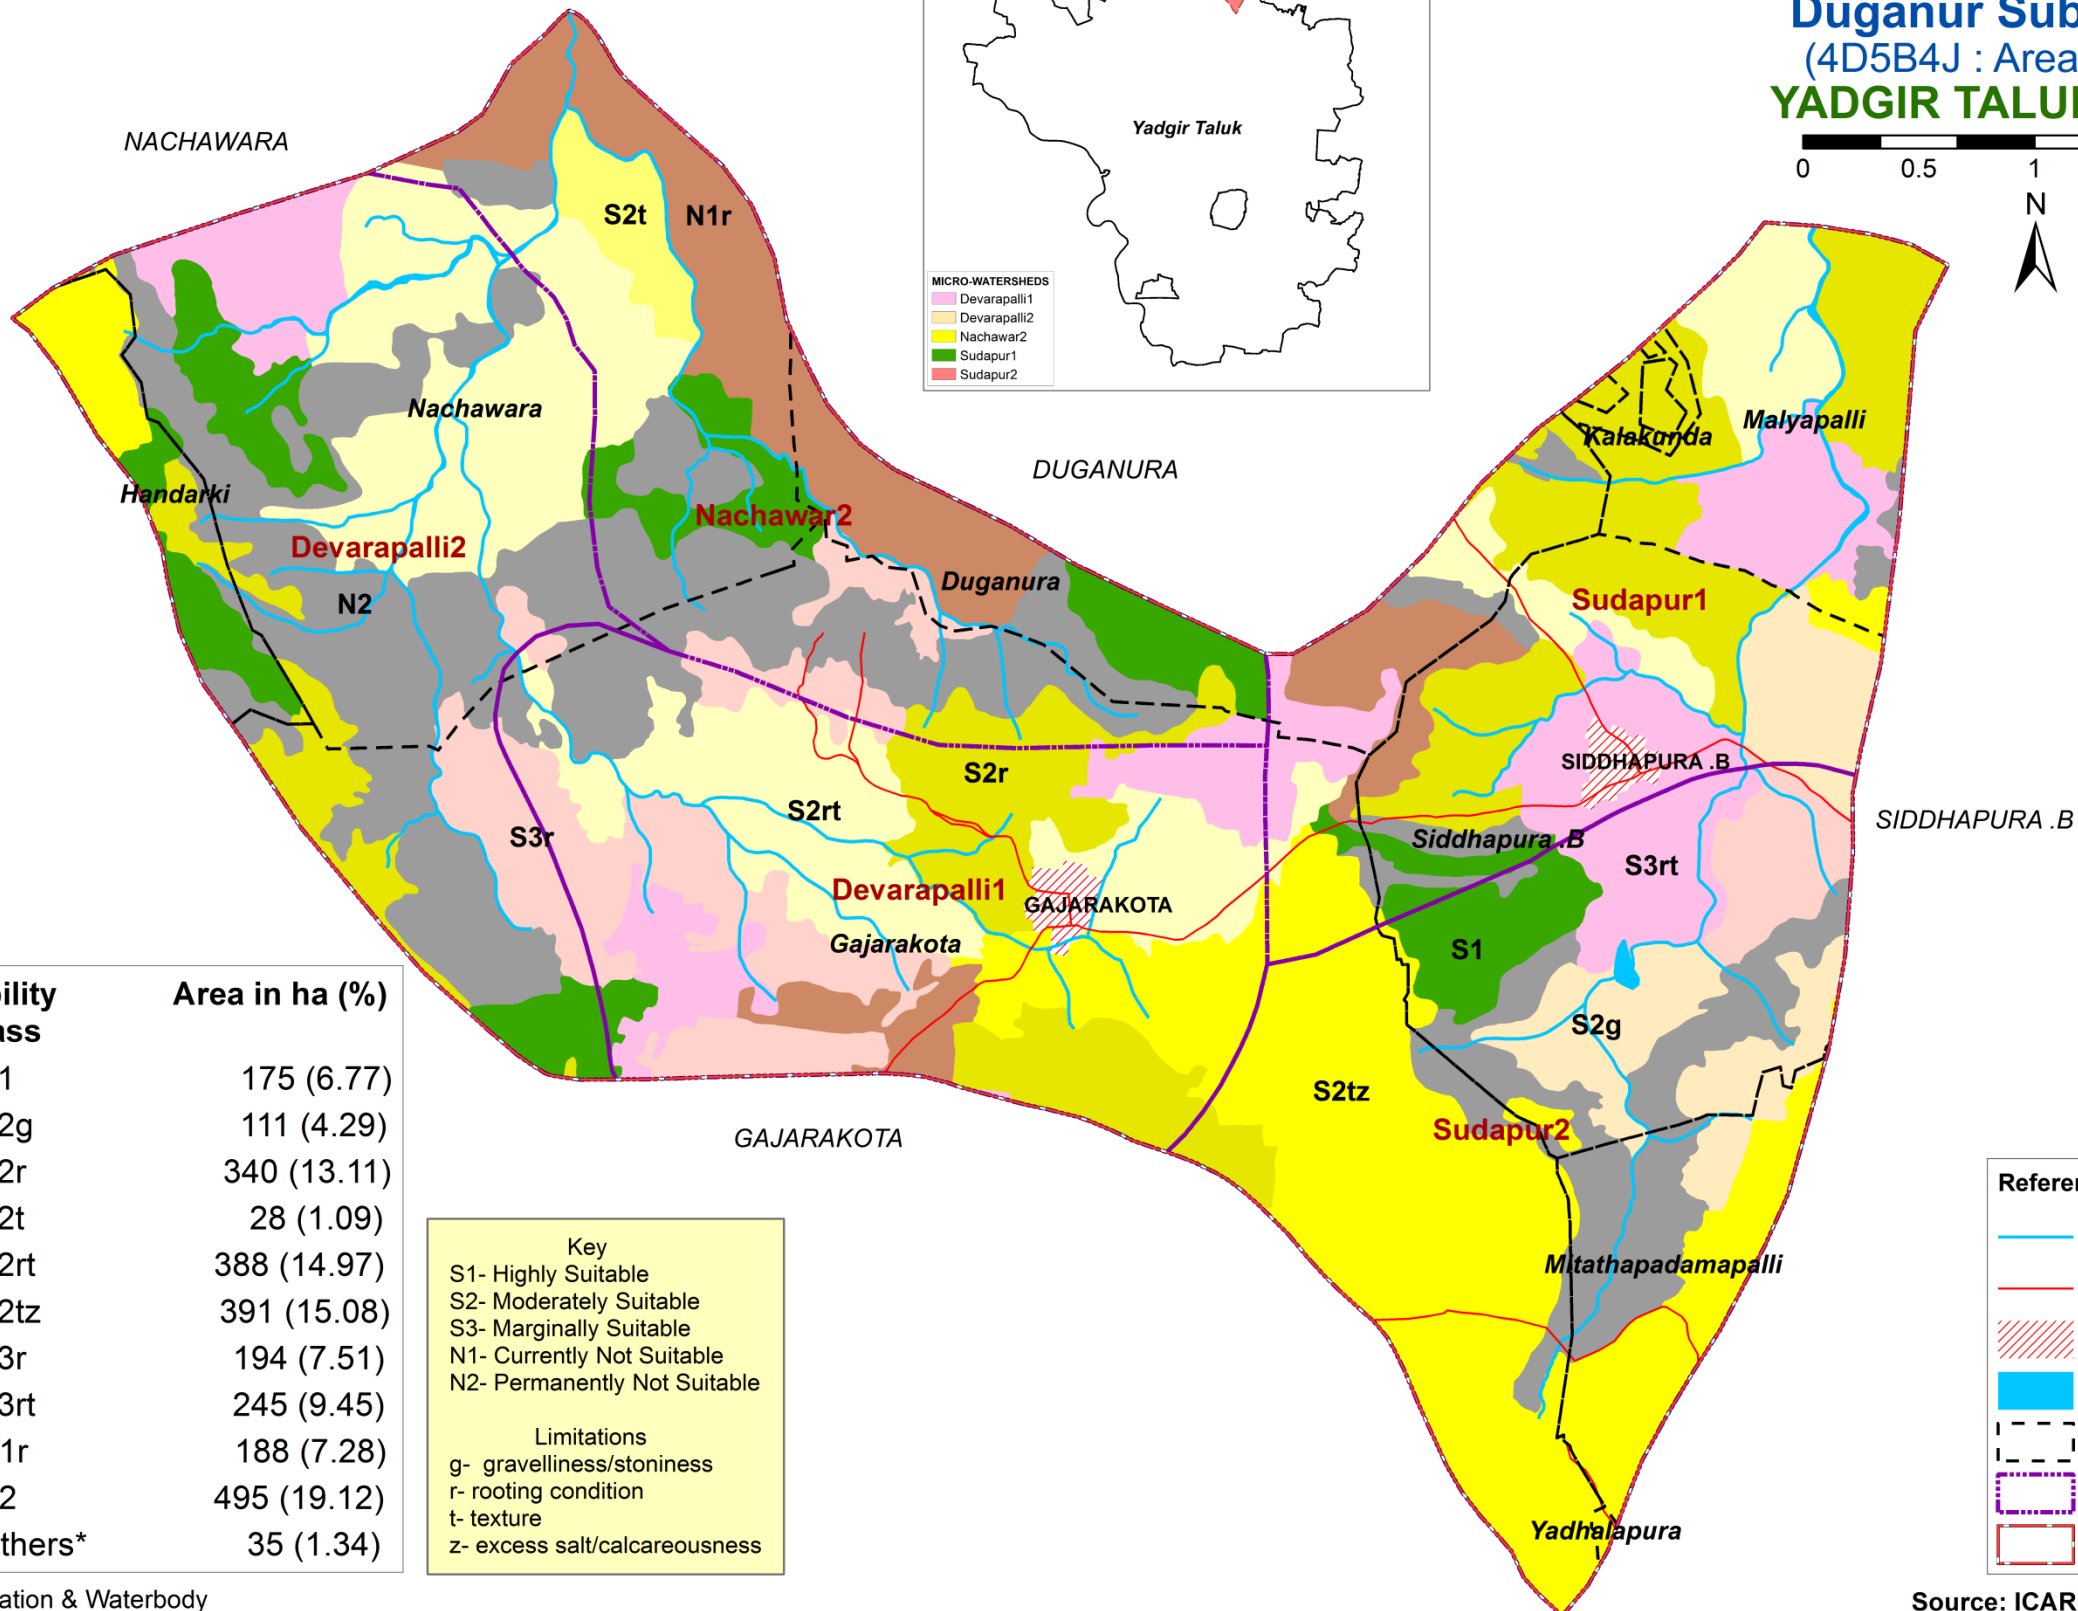 Duganur Sub
(4D5B4J : Area
YADGIR TALUK
0 0.5 1
N
Yadgir Taluk
MICRO-WATERSHEDS
Devarapalli1
Devarapalli2
Nachawar2
Sudapur1
Sudapur2
NACHAWARA
S2t
N1r
Nachawara
DUGANURA
Kalakunda
Malyapalli
Handarki
Nachawar2
Devarapalli2
Duganura
N2
Sudapur1
S2r
SIDDHAPURA .B
S2rt
S3r
Siddhapura .B
SIDDHAPURA .B
S3rt
Devarapalli1
GAJARAKOTA
Gajarakota
S1
S2g
S2tz
Sudapur2
GAJARAKOTA
Mitathapadamapalli
Yadhalapura
bility
ass
Area in ha (%)
1 175 (6.77)
2g 111 (4.29)
2r 340 (13.11)
2t 28 (1.09)
2rt 388 (14.97)
2tz 391 (15.08)
3r 194 (7.51)
3rt 245 (9.45)
1r 188 (7.28)
2 495 (19.12)
thers* 35 (1.34)
ation & Waterbody
Key
S1- Highly Suitable
S2- Moderately Suitable
S3- Marginally Suitable
N1- Currently Not Suitable
N2- Permanently Not Suitable
Limitations
g- gravelliness/stoniness
r- rooting condition
t- texture
z- excess salt/calcareousness
Referen
Source: ICAR